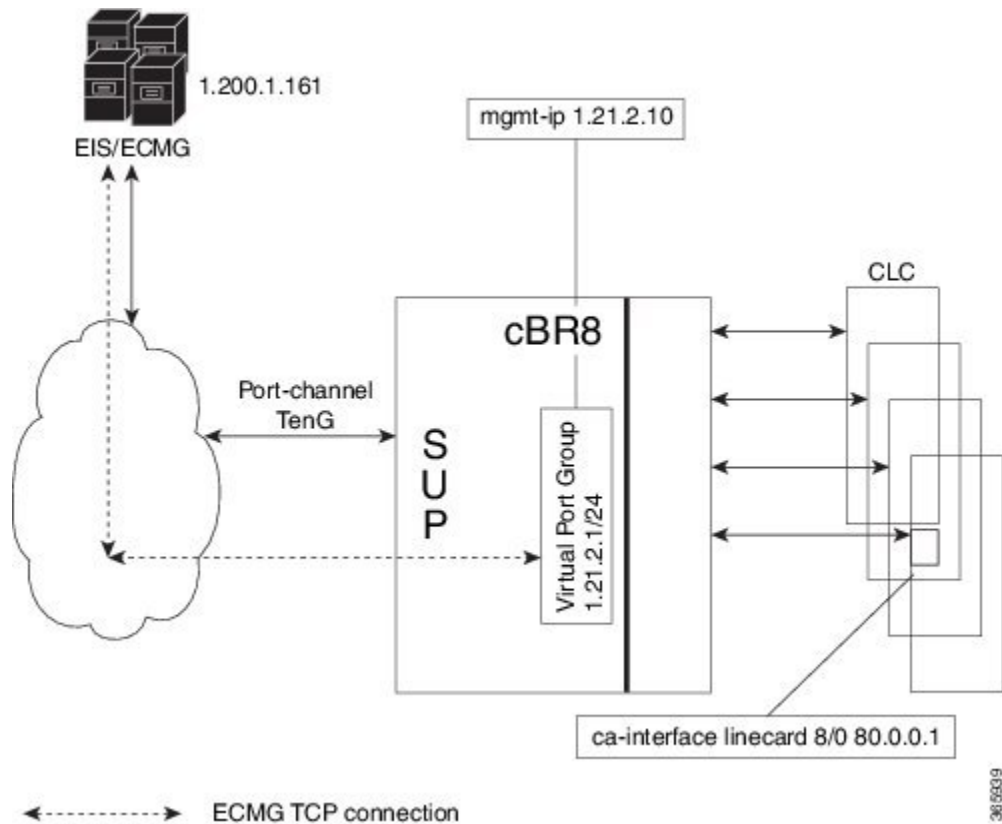 1.200.1.161
EIS/ECMG
mgmt-ip 1.21.2.10
CLC
cBR8
Port-channel
TenG
SUP
Virtual Port Group
1.21.2.1/24
ca-interface linecard 8/0 80.0.0.1
ECMG TCP connection
365939